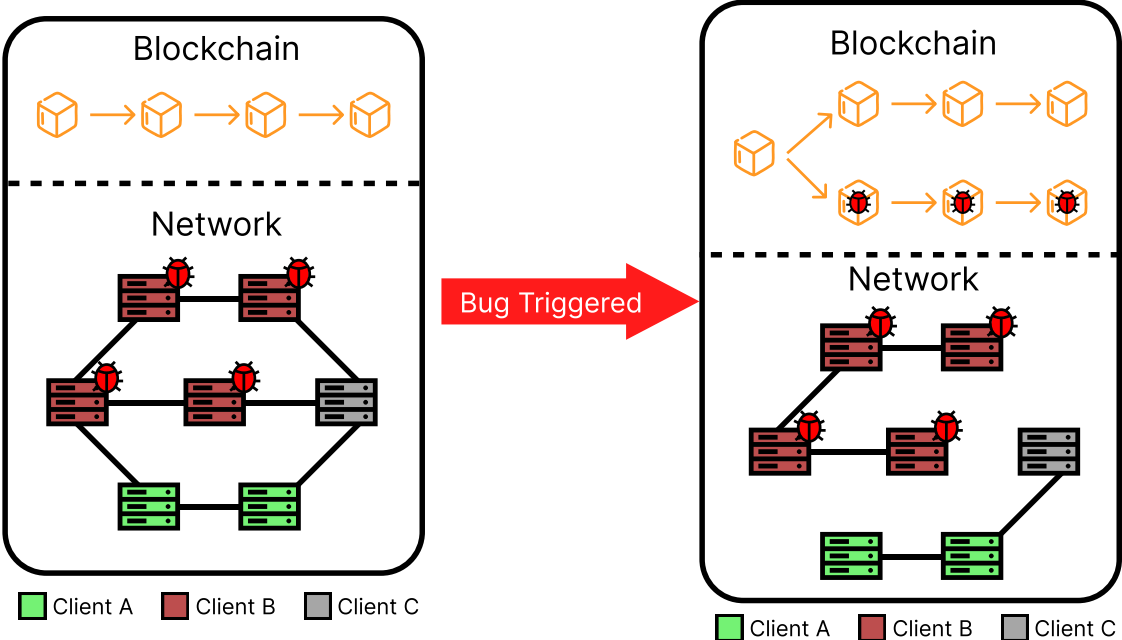 Blockchain
Network
Client A
Client B
Client C
Bug Triggered
Blockchain
Network
Client A
Client B
Client C